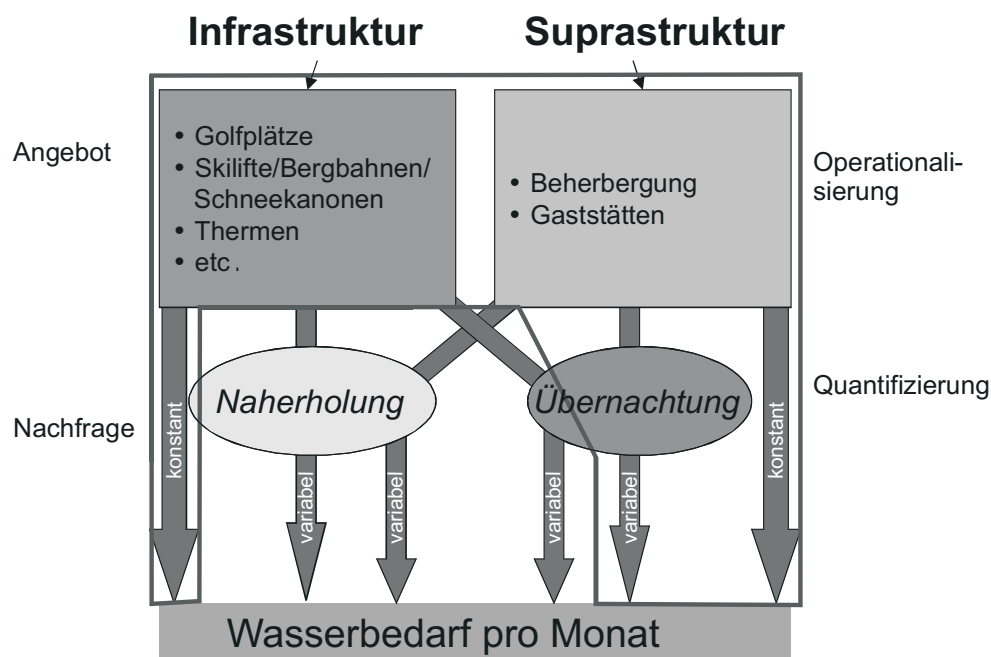 Infrastruktur
Suprastruktur
Angebot
• Golfplätze
• Skilifte/Bergbahnen/
Schneekanonen
• Thermen
• etc.
• Beherbergung
• Gaststätten
Operationali-
sierung
Naherholung
Übernachtung
Quantifizierung
Nachfrage
konstant
variabel
variabel
variabel
variabel
konstant
Wasserbedarf pro Monat